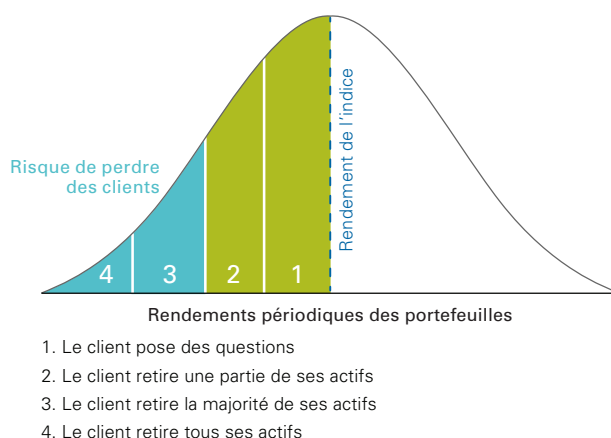 Risque de perdre
des clients
Rendement de l'indice
4 3 2 1
Rendements périodiques des portefeuilles
1. Le client pose des questions
2. Le client retire une partie de ses actifs
3. Le client retire la majorité de ses actifs
4. Le client retire tous ses actifs